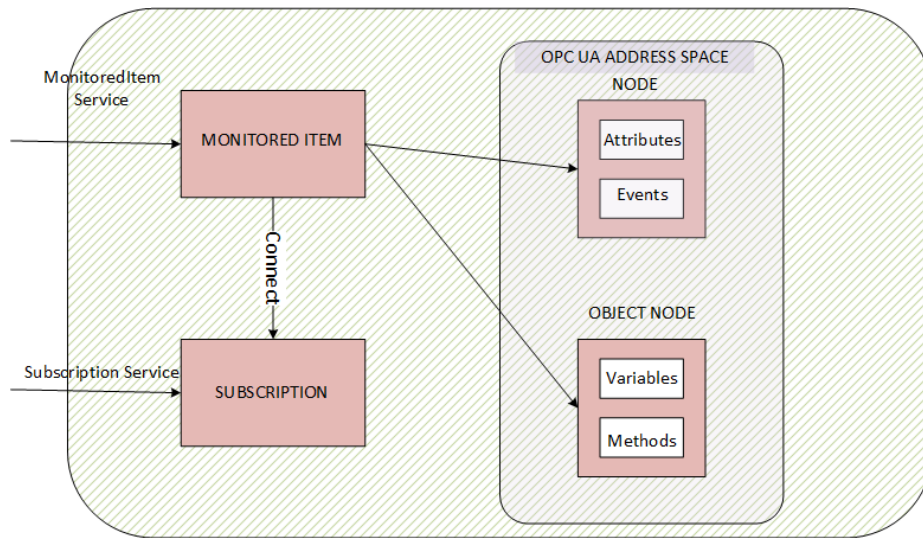 OPC UA ADDRESS SPACE
NODE
MonitoredItem
Service
MONITORED ITEM
Attributes
Events
Connect
OBJECT NODE
Subscription Service
SUBSCRIPTION
Variables
Methods